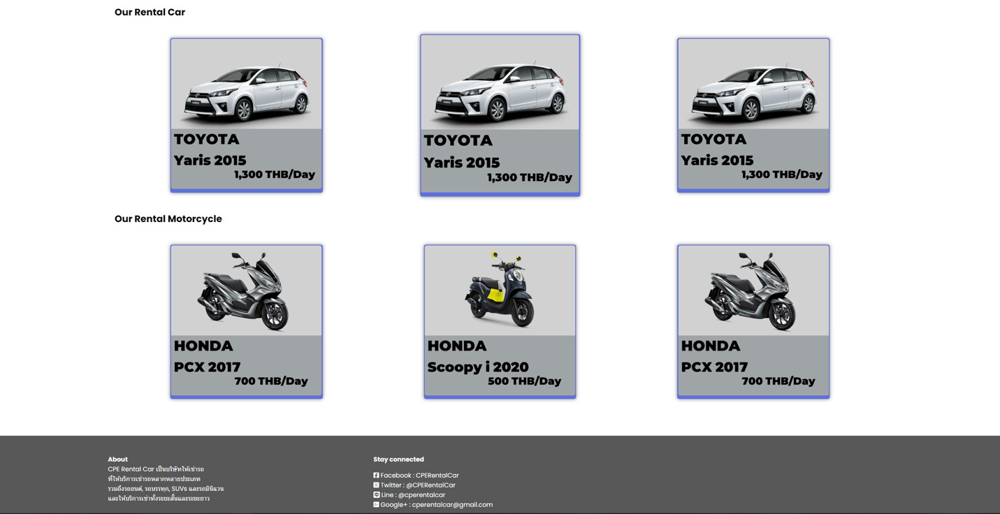 Our Rental Car
TOYOTA
Yaris 2015
1,300 THB/Day
TOYOTA
Yaris 2015
1,300 THB/Day
TOYOTA
Yaris 2015
1,300 THB/Day
Our Rental Motorcycle
HONDA
PCX 2017
700 THB/Day
HONDA
Scoopy i 2020
500 THB/Day
HONDA
PCX 2017
700 THB/Day
About
CPE Rental Car เป็นบริษัทให้เช่ารถ
ที่ให้บริการเช่ารถหลากหลายประเภท
รวมถึงรถยนต์, รถบรรทุก, SUVs และรถมินิแวน
และให้บริการเช่าทั้งระยะสั้นและระยะยาว
Stay connected
Facebook : CPERentalCar
Twitter : @CPERentalCar
Line : @cperentalcar
Google+ : cperentalcar@gmail.com